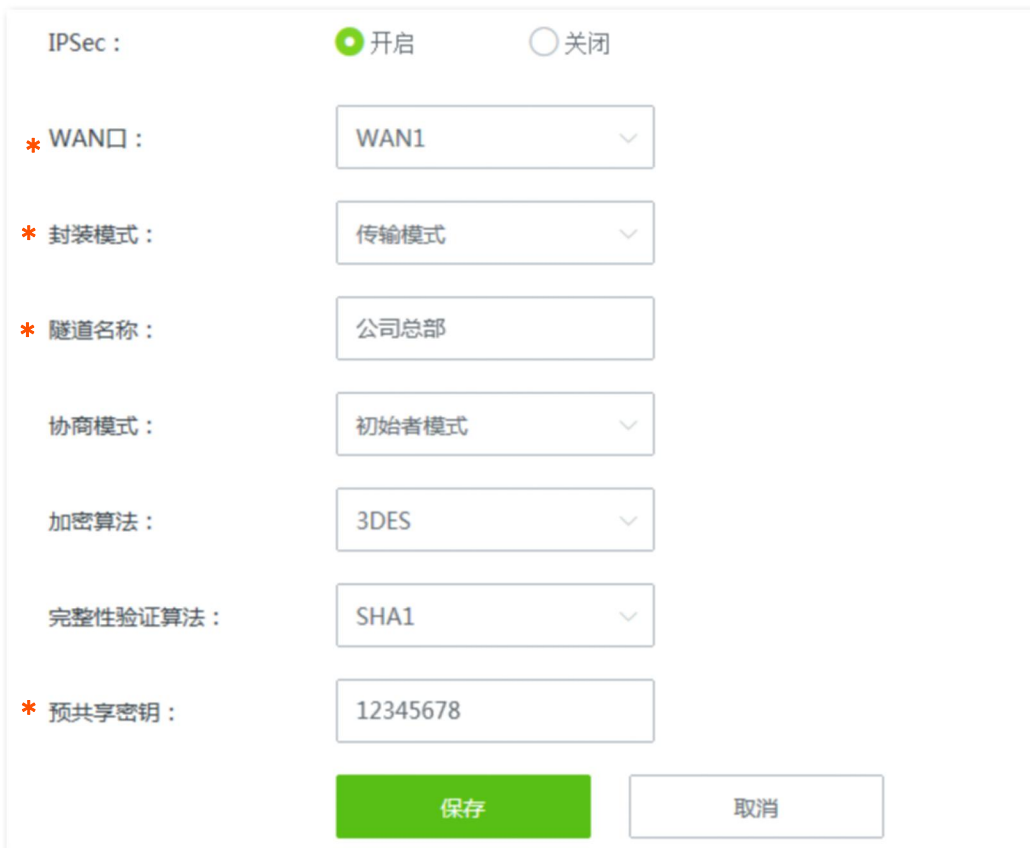 IPSec： 开启 关闭
* WAN口： WAN1
* 封装模式： 传输模式
* 隧道名称： 公司总部
协商模式： 初始者模式
加密算法： 3DES
完整性验证算法： SHA1
* 预共享密钥： 12345678
保存 取消